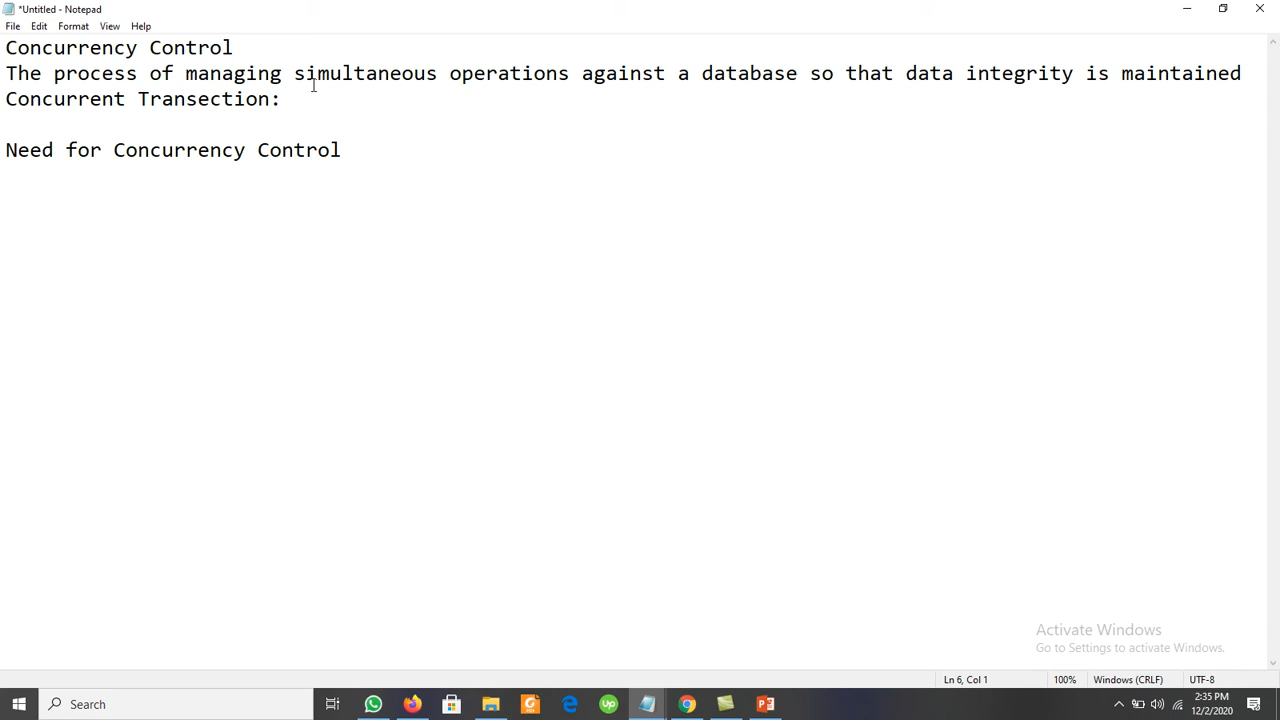 *Untitled - Notepad
File Edit Format View Help
Concurrency Control
The process of managing simultaneous operations against a database so that data integrity is maintained
Concurrent Transection:
Need for Concurrency Control
Activate Windows
Go to Settings to activate Windows.
Ln 6, Col 1 100% Windows (CRLF) UTF-8
Search
Up
2:35 PM
12/2/2020